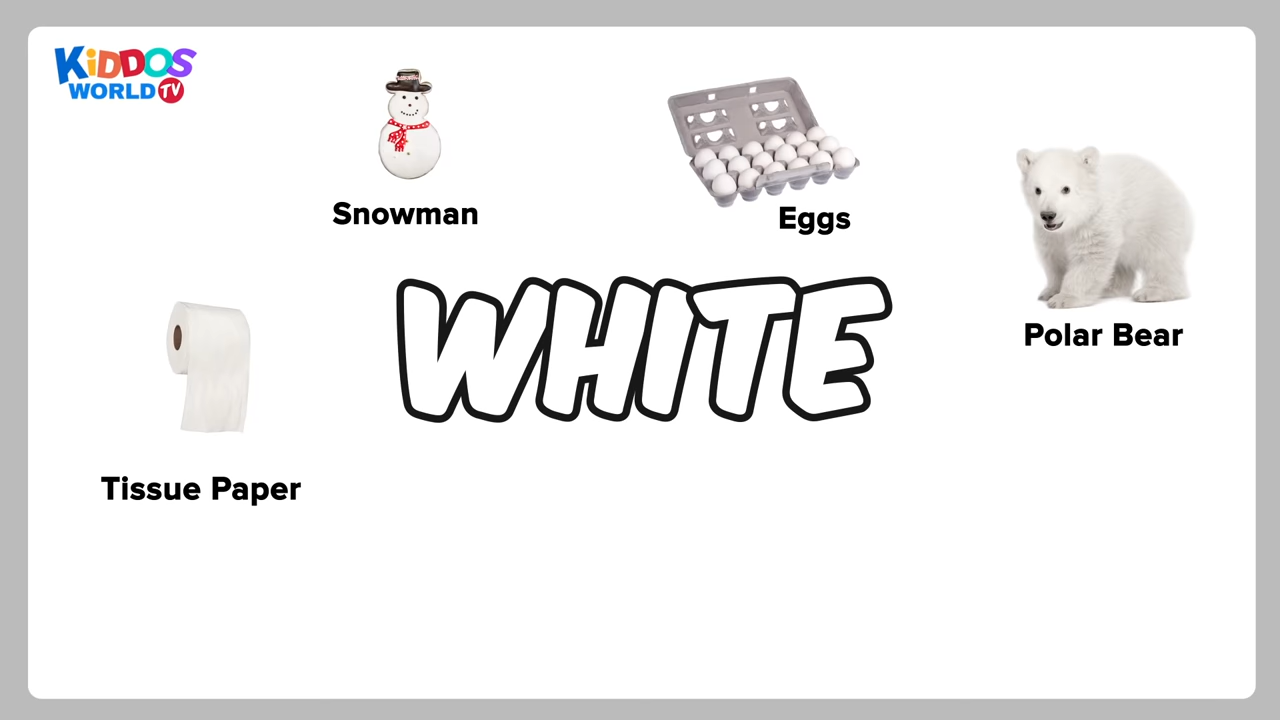 KiDDOS
WORLD TV
Snowman
Eggs
Polar Bear
WHITE
Tissue Paper